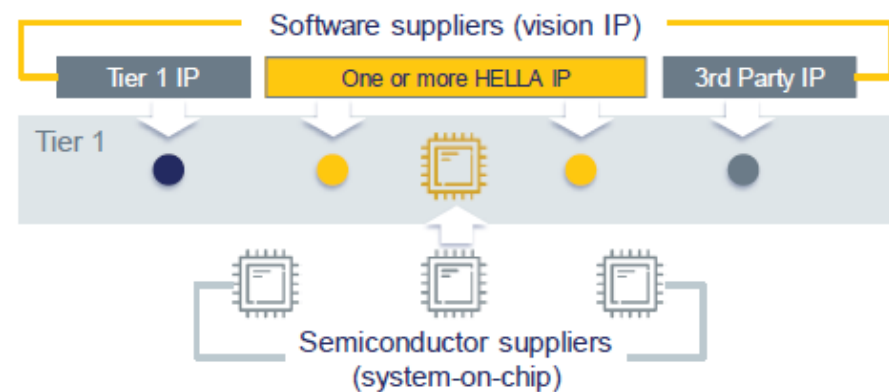 Software suppliers (vision IP)
Tier 1 IP
One or more HELLA IP
3rd Party IP
Tier 1
Semiconductor suppliers
(system-on-chip)